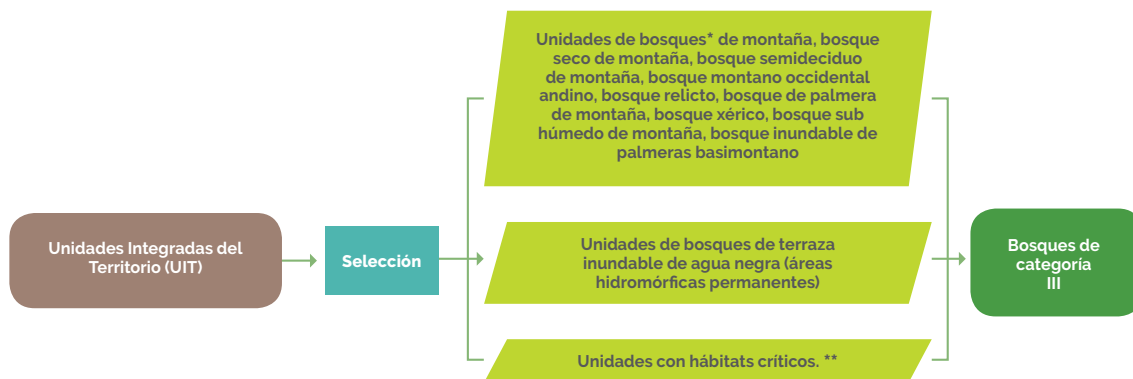 Unidades de bosques* de montaña, bosque
seco de montaña, bosque semideciduo
de montaña, bosque montano occidental
andino, bosque relicto, bosque de palmera
de montaña, bosque xérico, bosque sub
húmedo de montaña, bosque inundable de
palmeras basimontano
Unidades Integradas del
Territorio (UIT)
Selección
Unidades de bosques de terraza
inundable de agua negra (áreas
hidromórficas permanentes)
Bosques de
categoría
III
Unidades con hábitats críticos. **